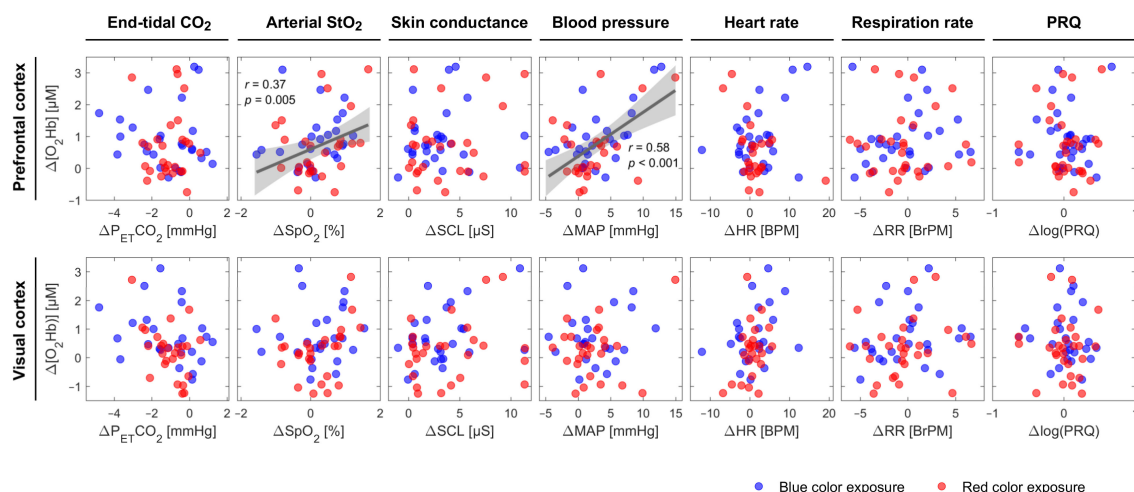 End-tidal CO2 Arterial StO2 Skin conductance Blood pressure Heart rate Respiration rate PRQ
Prefrontal cortex
Δ[O2Hb] [µM]
3
2
1
0
−1
r = 0.37
p = 0.005
r = 0.58
p < 0.001
−4 −2 0 2 −2 0 2 0 5 10 −5 0 5 10 15 −10 0 10 20 −5 0 5 −1 0 1
ΔPETCO2 [mmHg] ΔSpO2 [%] ΔSCL [µS] ΔMAP [mmHg] ΔHR [BPM] ΔRR [BrPM] Δlog(PRQ)
Visual cortex
Δ[O2Hb)] [µM]
3
2
1
0
−1
−4 −2 0 2 −2 0 2 0 5 10 −5 0 5 10 15 −10 0 10 20 −5 0 5 −1 0 1
ΔPETCO2 [mmHg] ΔSpO2 [%] ΔSCL [µS] ΔMAP [mmHg] ΔHR [BPM] ΔRR [BrPM] Δlog(PRQ)
Blue color exposure Red color exposure